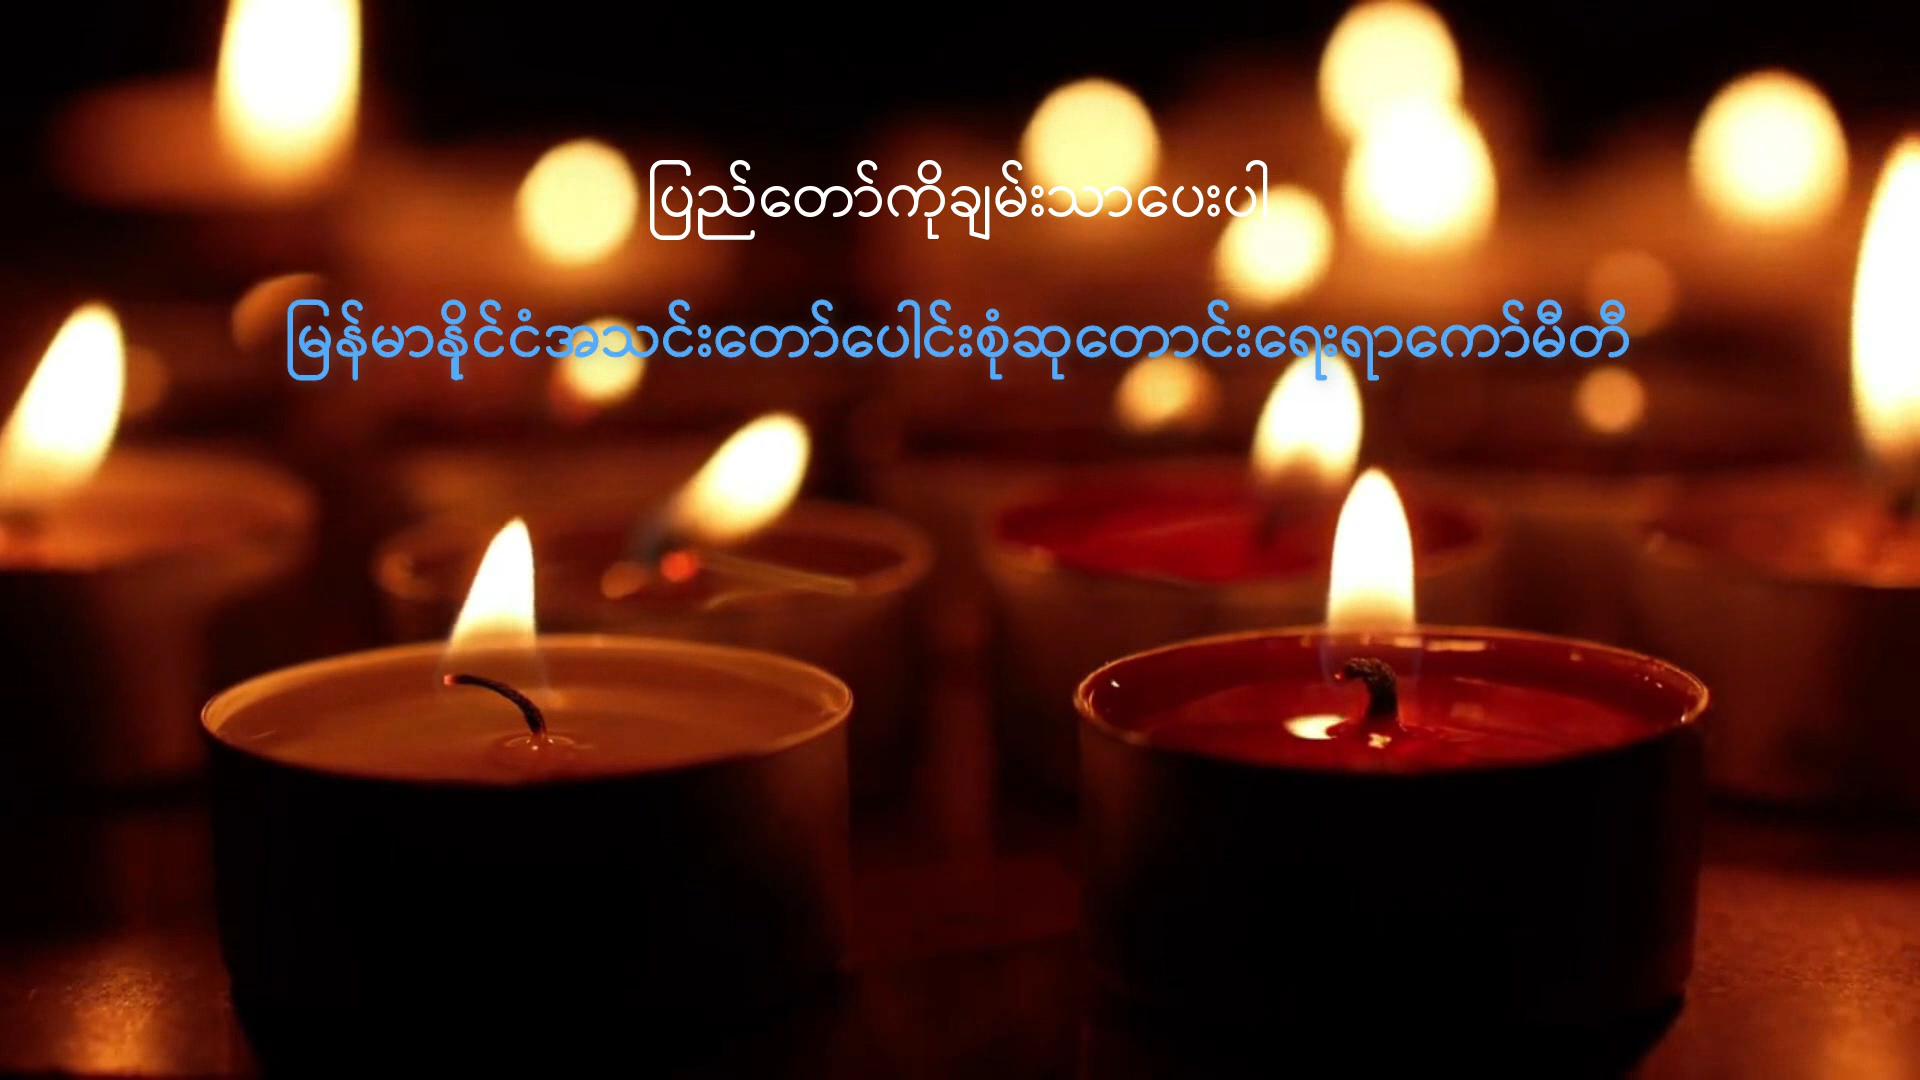 ပြည်တော်ကိုချမ်းသာပေးပါ
မြန်မာနိုင်ငံအသင်းတော်ပေါင်းစုံဆုတောင်းရေးရာကော်မီတီ